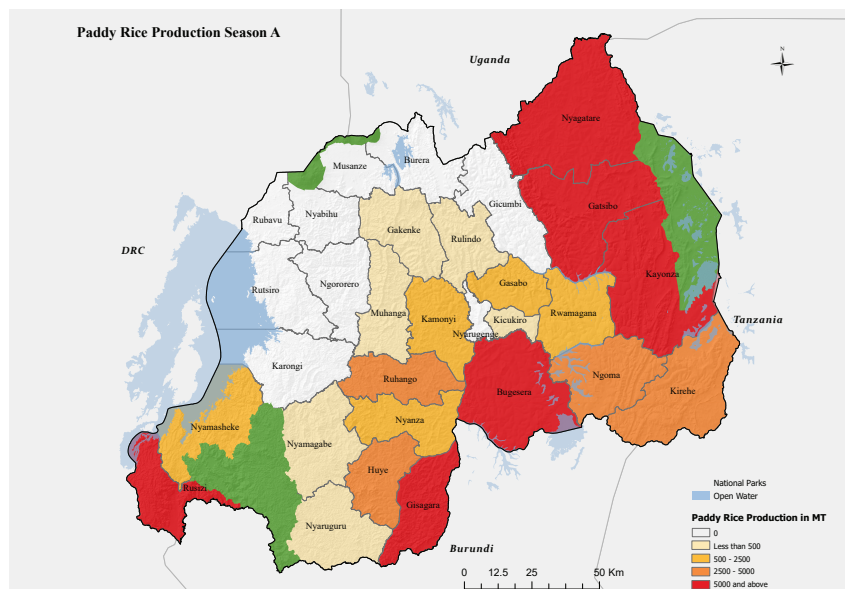 Paddy Rice Production Season A
Uganda
N
Nyagatare
Musanze
Burera
Gicumbi
Gatsibo
Rubavu
Nyabihu
Gakenke
Rulindo
DRC
Kayonza
Rutsiro
Ngororero
Gasabo
Muhanga
Kamonyi
Rwamagana
Kicukiro
Nyarugenge
Tanzania
Karongi
Ruhango
Ngoma
Bugesera
Kirehe
Nyamasheke
Nyanza
Nyamagabe
Huye
Rusizi
Gisagara
Nyaruguru
Burundi
National Parks
Open Water
Paddy Rice Production in MT
0
Less than 500
500 - 2500
2500 - 5000
5000 and above
0 12.5 25 50 Km